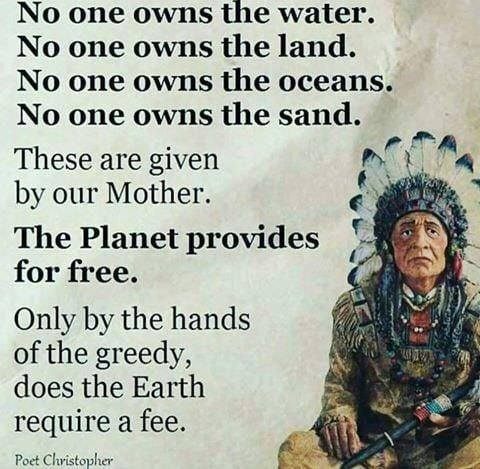 No one owns the water.
No one owns the land.
No one owns the oceans.
No one owns the sand.
These are given
by our Mother.
The Planet provides
for free.
Only by the hands
of the greedy,
does the Earth
require a fee.
Poet Christopher